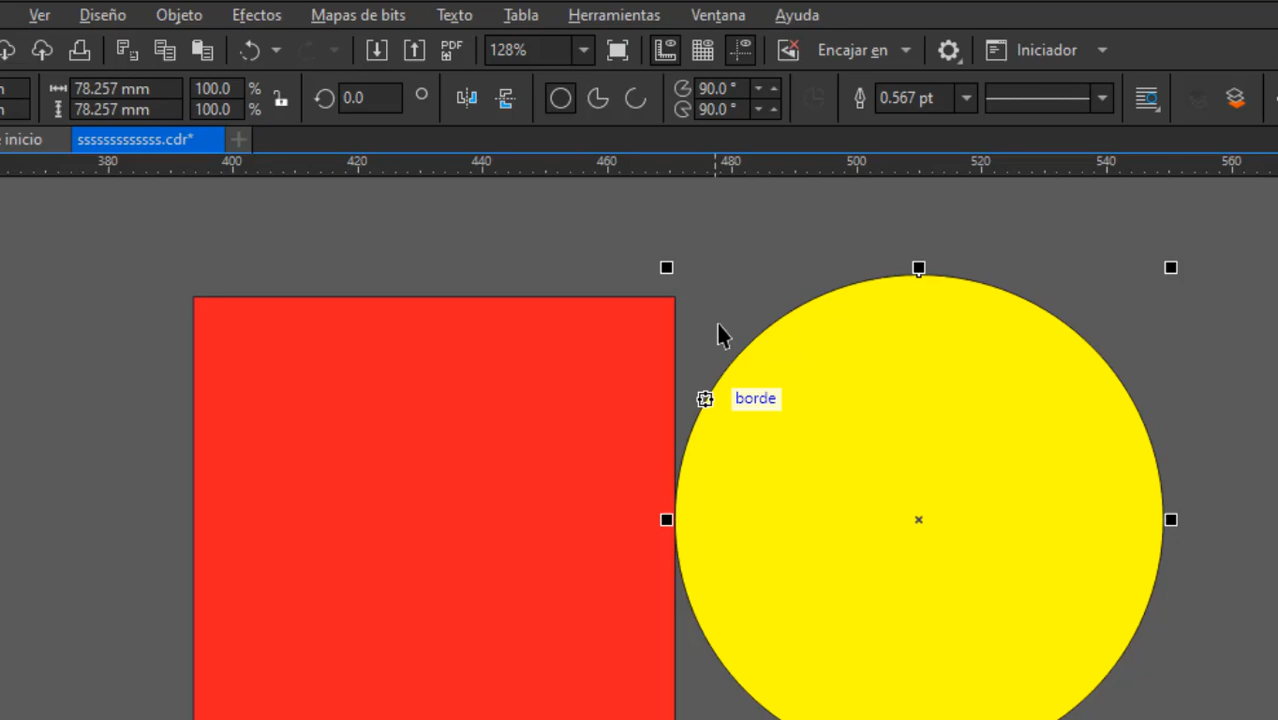 Ver Diseño Objeto Efectos Mapas de bits Texto Tabla Herramientas Ventana Ayuda
PDF 128% Encajar en Iniciador
m 78.257 mm 100.0 % 0.0 90.0 ° 0.567 pt
m 78.257 mm 100.0 90.0 °
e inicio sssssssssssss.cdr*
380 400 420 440 460 480 500 520 540 560
borde